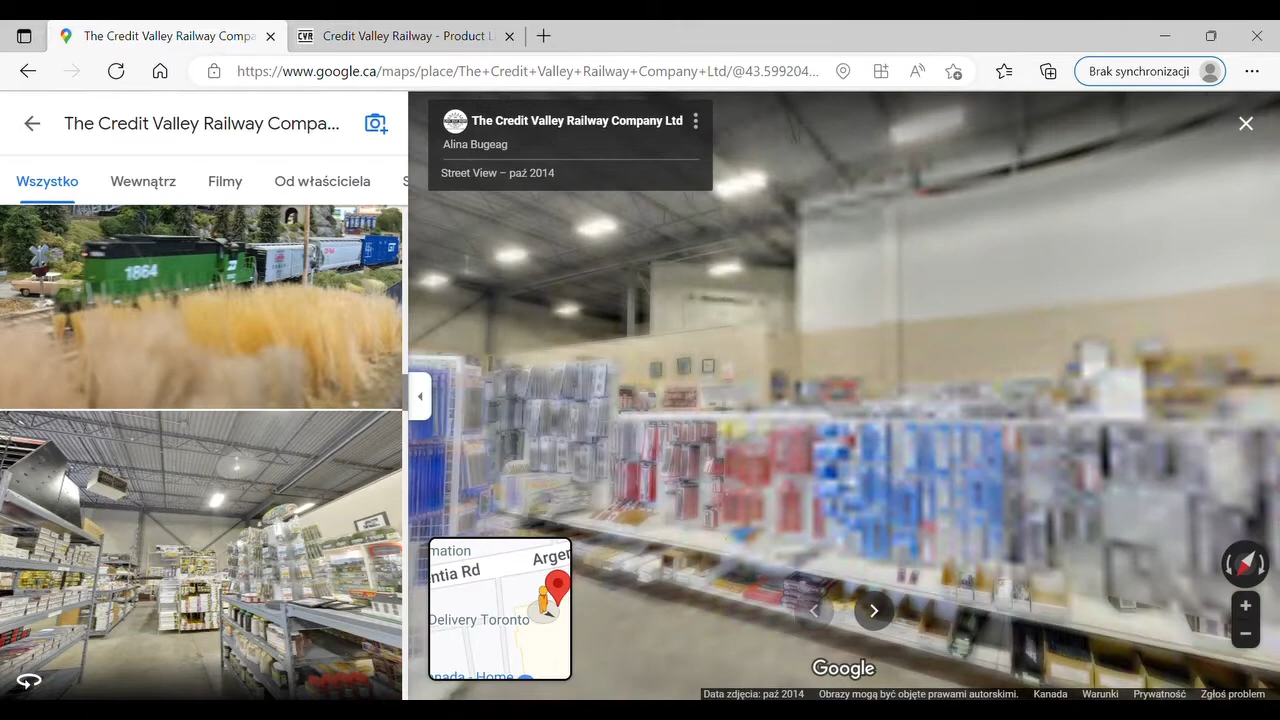 The Credit Valley Railway Compa
CVR
Credit Valley Railway - Product L
https://www.google.ca/maps/place/The+Credit+Valley+Railway+Company+Ltd/@43.599204...
Brak synchronizacji
The Credit Valley Railway Compa...
Wszystko
Wewnątrz
Filmy
Od właściciela
S
1864
The Credit Valley Railway Company Ltd
Alina Bugeag
Street View – paź 2014
mation
Argen
ntia Rd
Delivery Toronto
nada - Home
Google
Data zdjęcia: paź 2014
Obrazy mogą być objęte prawami autorskimi.
Kanada
Warunki
Prywatność
Zgłoś problem